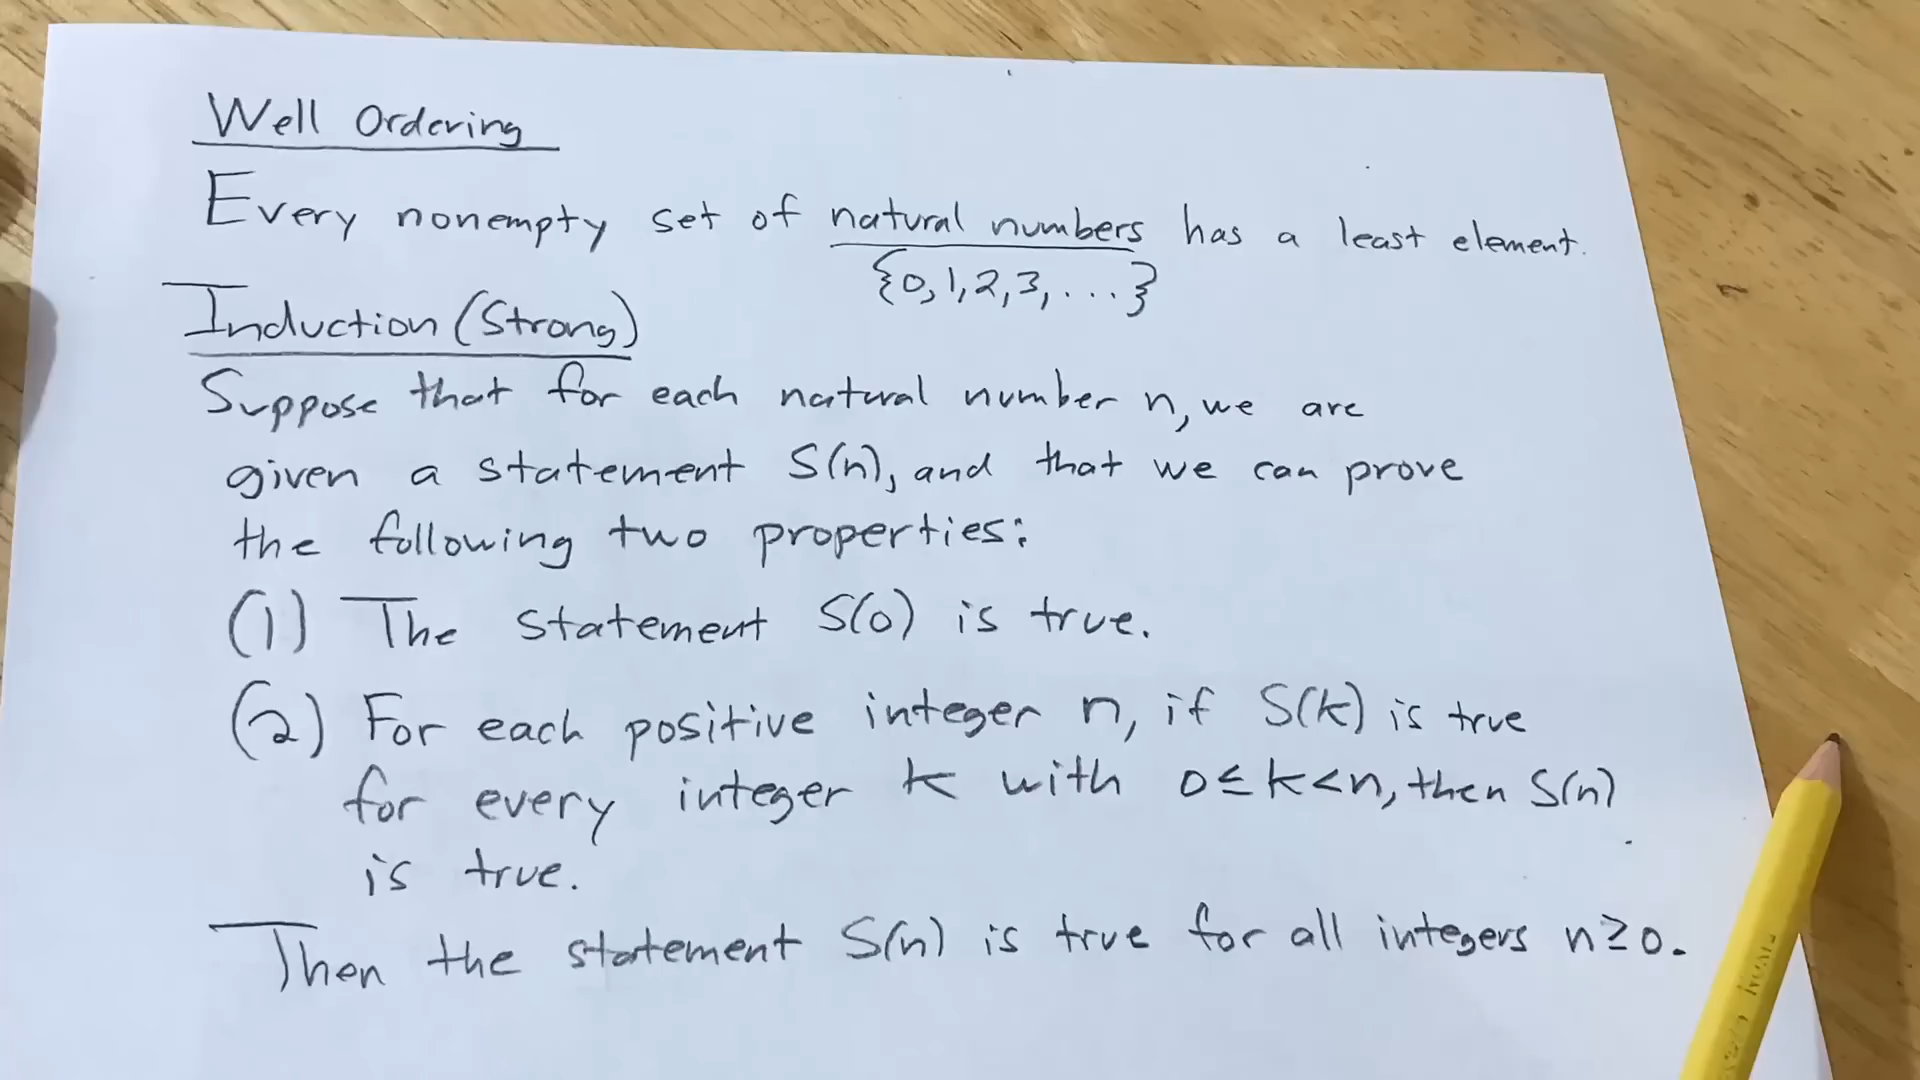 Well Ordering
Every nonempty set of natural numbers has a least element.
{0,1,2,3,...}
Induction (Strong)
Suppose that for each natural number n, we are
given a statement S(n), and that we can prove
the following two properties:
(1) The statement S(0) is true.
(2) For each positive integer n, if S(k) is true
for every integer k with 0≤k<n, then S(n)
is true.
Then the statement S(n) is true for all integers n≥0.